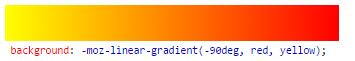 background: -moz-linear-gradient(-90deg, red, yellow);